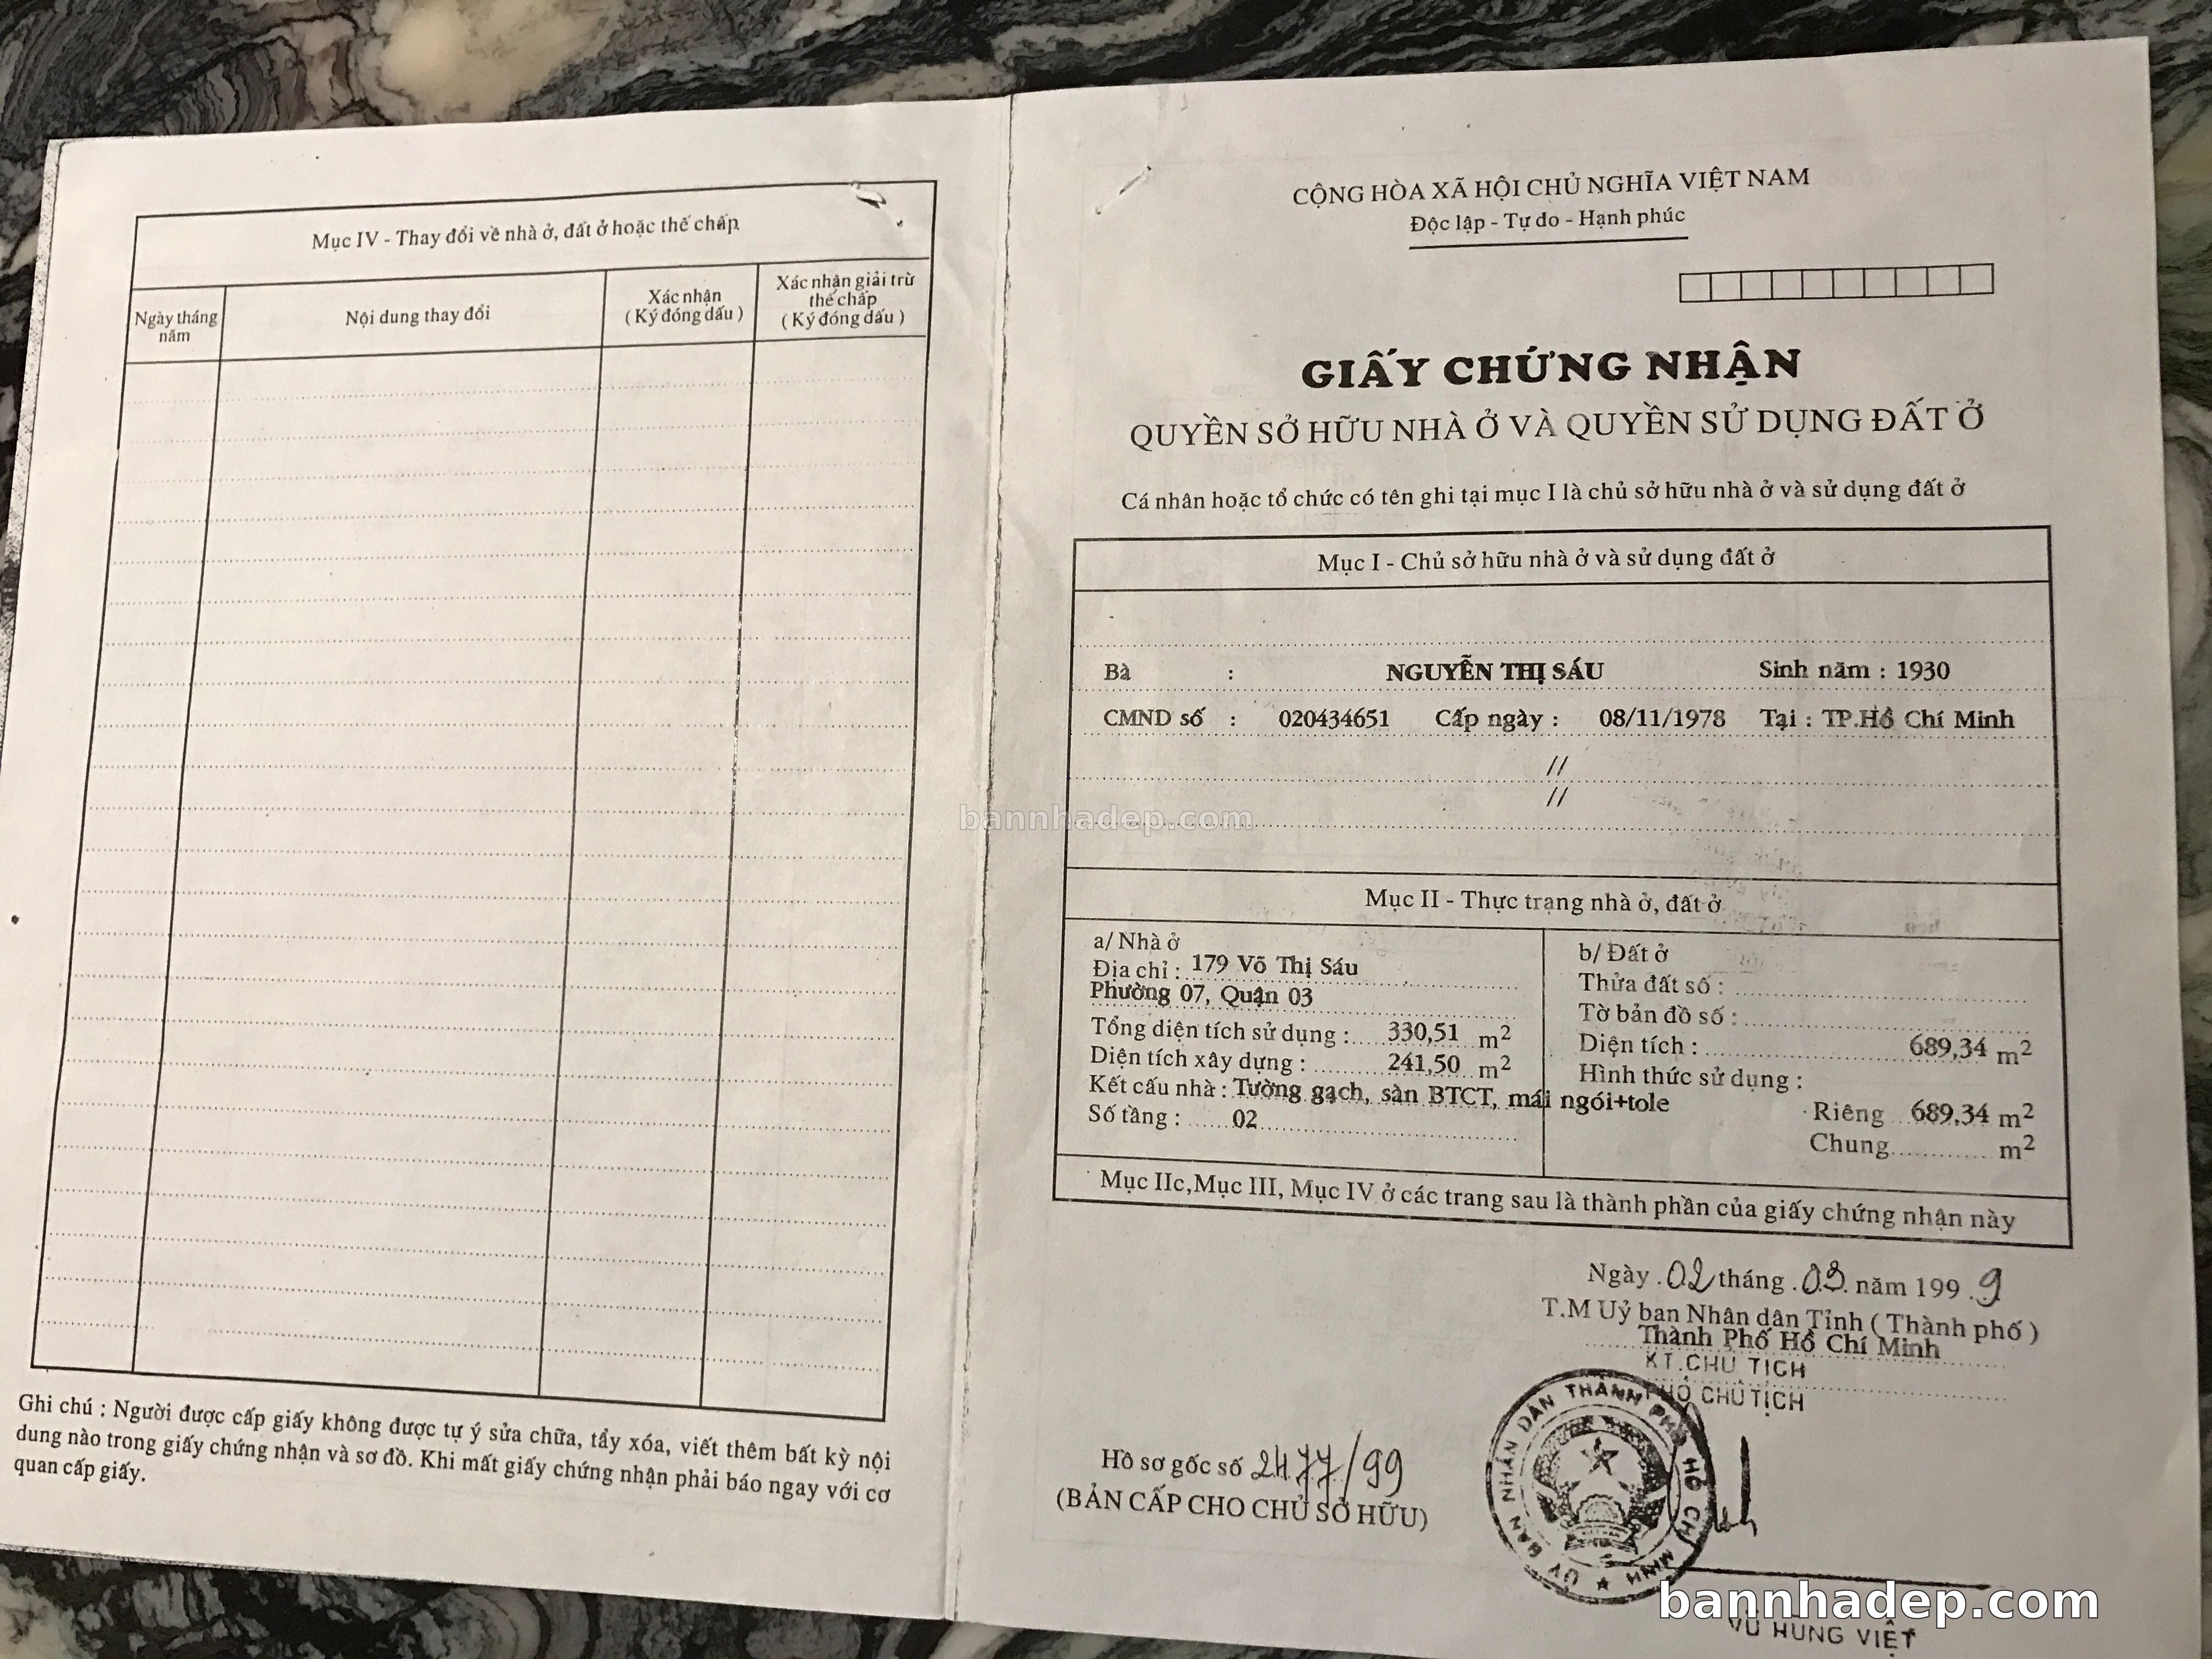 Mục IV - Thay đổi về nhà ở, đất ở hoặc thế chấp
Ngày tháng năm
Nội dung thay đổi
Xác nhận
( Ký đóng dấu )
Xác nhận giải trừ
thế chấp
( Ký đóng dấu )
Ghi chú : Người được cấp giấy không được tự ý sửa chữa, tẩy xóa, viết thêm bất kỳ nội
dung nào trong giấy chứng nhận và sơ đồ. Khi mất giấy chứng nhận phải báo ngay với cơ
quan cấp giấy.
CỘNG HÒA XÃ HỘI CHỦ NGHĨA VIỆT NAM
Độc lập - Tự do - Hạnh phúc
GIẤY CHỨNG NHẬN
QUYỀN SỞ HỮU NHÀ Ở VÀ QUYỀN SỬ DỤNG ĐẤT Ở
Cá nhân hoặc tổ chức có tên ghi tại mục I là chủ sở hữu nhà ở và sử dụng đất ở
Mục I - Chủ sở hữu nhà ở và sử dụng đất ở
Bà : NGUYỄN THỊ SÁU Sinh năm : 1930
CMND số : 020434651 Cấp ngày : 08/11/1978 Tại : TP.Hồ Chí Minh
//
//
bannhadep.com
Mục II - Thực trạng nhà ở, đất ở
a/ Nhà ở
Địa chỉ : 179 Võ Thị Sáu
Phường 07, Quận 03
Tổng diện tích sử dụng : 330,51 m2
Diện tích xây dựng : 241,50 m2
Kết cấu nhà : Tường gạch, sàn BTCT, mái ngói+tole
Số tầng : 02
b/ Đất ở
Thửa đất số :
Tờ bản đồ số :
Diện tích : 689,34 m2
Hình thức sử dụng :
Riêng 689,34 m2
Chung m2
Mục IIc,Mục III, Mục IV ở các trang sau là thành phần của giấy chứng nhận này
Ngày 02 tháng 03 năm 1999
T.M Uỷ ban Nhân dân Tỉnh ( Thành phố )
Thành Phố Hồ Chí Minh
KT.CHỦ TỊCH
PHÓ CHỦ TỊCH
Hồ sơ gốc số 2477/99
(BẢN CẤP CHO CHỦ SỞ HỮU)
ỦY BAN NHÂN DÂN THÀNH PHỐ HỒ CHÍ MINH
bannhadep.com
VŨ HÙNG VIỆT